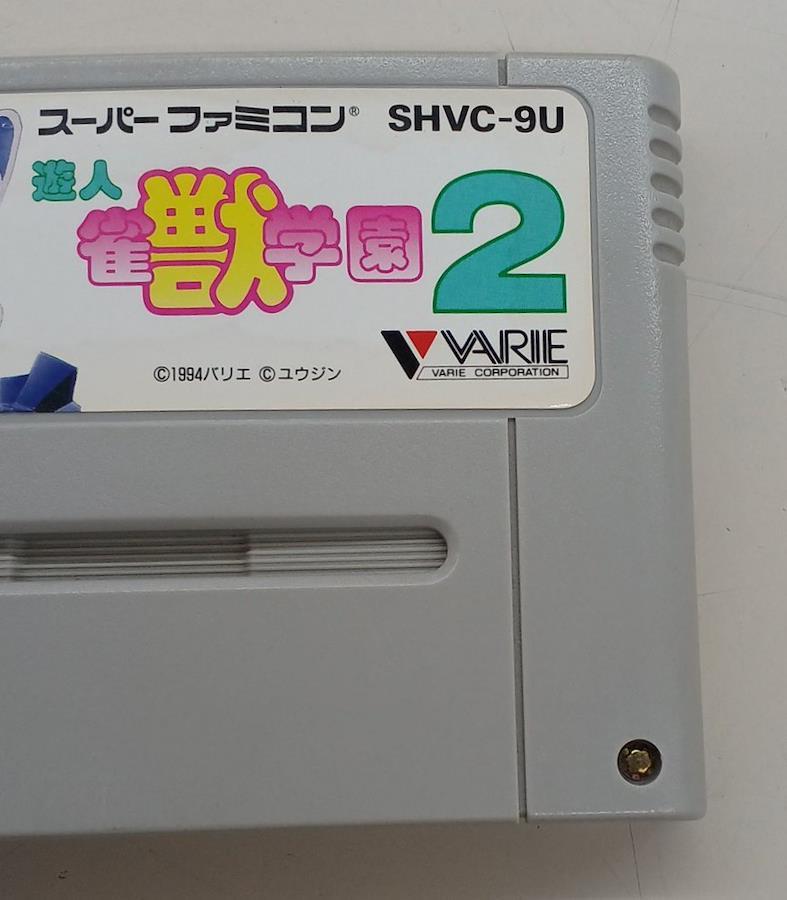 スーパーファミコン® SHVC-9U
遊人
雀獣学園2
VARIE
VARIE CORPORATION
©1994バリエ ©ユウジン